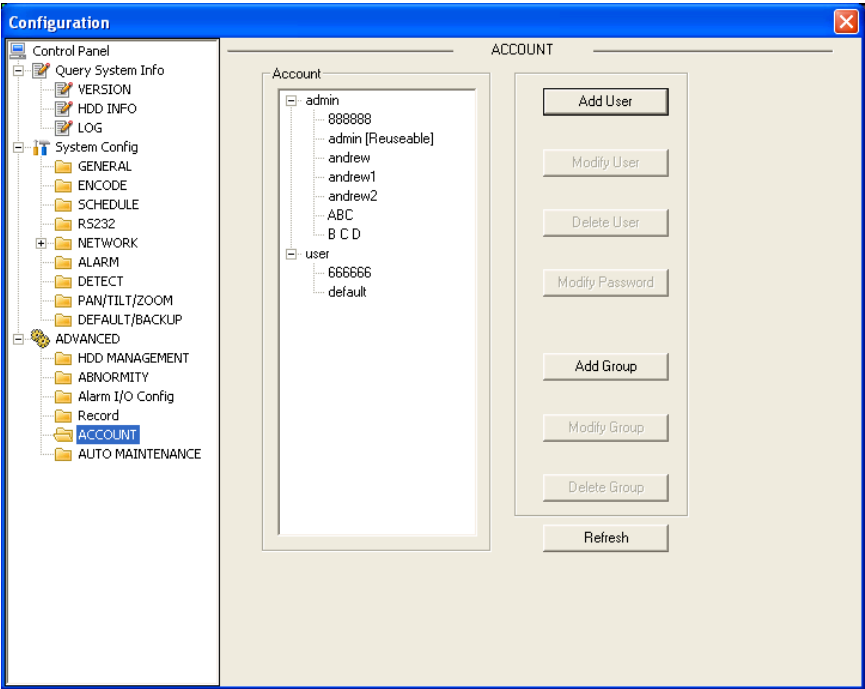 Configuration
Control Panel
Query System Info
VERSION
HDD INFO
LOG
System Config
GENERAL
ENCODE
SCHEDULE
RS232
NETWORK
ALARM
DETECT
PAN/TILT/ZOOM
DEFAULT/BACKUP
ADVANCED
HDD MANAGEMENT
ABNORMITY
Alarm I/O Config
Record
ACCOUNT
AUTO MAINTENANCE
ACCOUNT
Account
admin
888888
admin [Reuseable]
andrew
andrew1
andrew2
ABC
B C D
user
666666
default
Add User
Modify User
Delete User
Modify Password
Add Group
Modify Group
Delete Group
Refresh